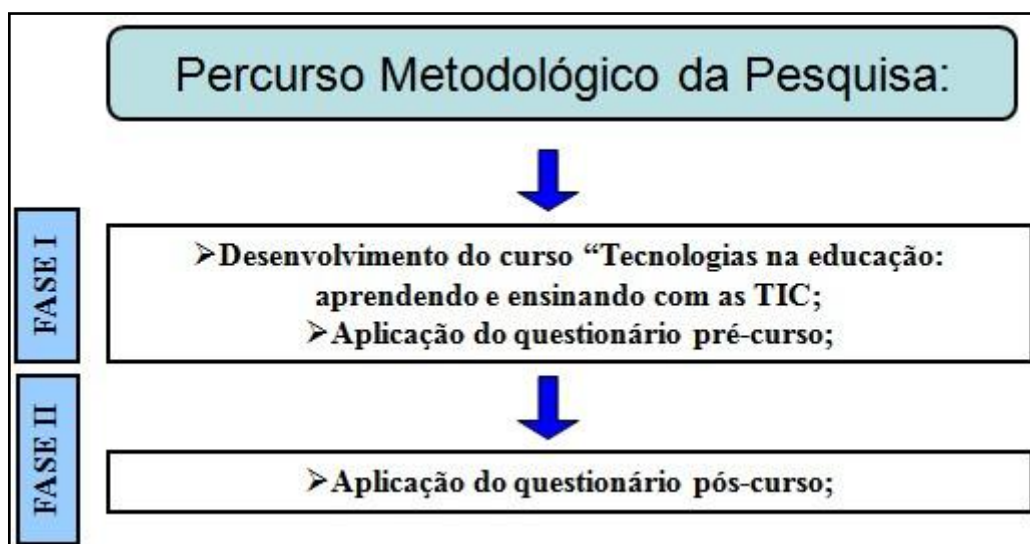 Percurso Metodológico da Pesquisa:
FASE I
➢Desenvolvimento do curso “Tecnologias na educação:
aprendendo e ensinando com as TIC;
➢Aplicação do questionário pré-curso;
FASE II
➢Aplicação do questionário pós-curso;